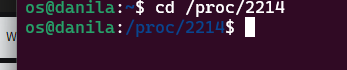 os@danila:~$ cd /proc/2214
W
os@danila:/proc/2214$